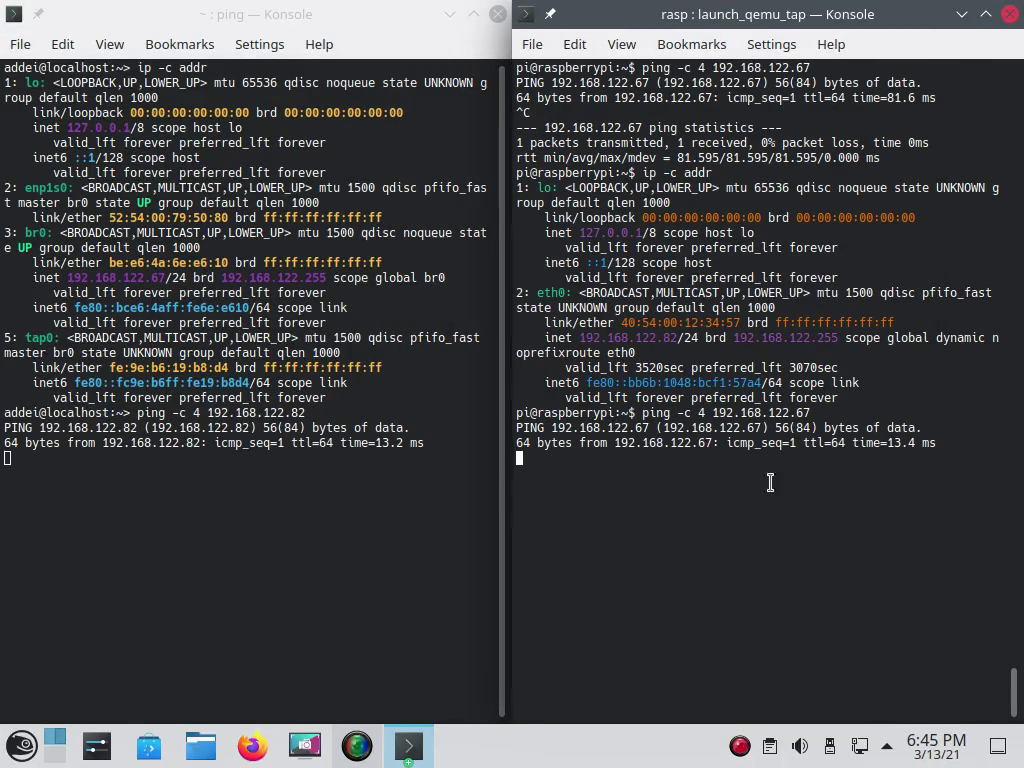 ~ : ping — Konsole
File Edit View Bookmarks Settings Help
addei@localhost:~> ip -c addr
1: lo: <LOOPBACK,UP,LOWER_UP> mtu 65536 qdisc noqueue state UNKNOWN g
roup default qlen 1000
    link/loopback 00:00:00:00:00:00 brd 00:00:00:00:00:00
    inet 127.0.0.1/8 scope host lo
       valid_lft forever preferred_lft forever
    inet6 ::1/128 scope host
       valid_lft forever preferred_lft forever
2: enp1s0: <BROADCAST,MULTICAST,UP,LOWER_UP> mtu 1500 qdisc pfifo_fas
t master br0 state UP group default qlen 1000
    link/ether 52:54:00:79:50:80 brd ff:ff:ff:ff:ff:ff
3: br0: <BROADCAST,MULTICAST,UP,LOWER_UP> mtu 1500 qdisc noqueue stat
e UP group default qlen 1000
    link/ether be:e6:4a:6e:e6:10 brd ff:ff:ff:ff:ff:ff
    inet 192.168.122.67/24 brd 192.168.122.255 scope global br0
       valid_lft forever preferred_lft forever
    inet6 fe80::bce6:4aff:fe6e:e610/64 scope link
       valid_lft forever preferred_lft forever
5: tap0: <BROADCAST,MULTICAST,UP,LOWER_UP> mtu 1500 qdisc pfifo_fast
master br0 state UNKNOWN group default qlen 1000
    link/ether fe:9e:b6:19:b8:d4 brd ff:ff:ff:ff:ff:ff
    inet6 fe80::fc9e:b6ff:fe19:b8d4/64 scope link
       valid_lft forever preferred_lft forever
addei@localhost:~> ping -c 4 192.168.122.82
PING 192.168.122.82 (192.168.122.82) 56(84) bytes of data.
64 bytes from 192.168.122.82: icmp_seq=1 ttl=64 time=13.2 ms
rasp : launch_qemu_tap — Konsole
File Edit View Bookmarks Settings Help
pi@raspberrypi:~$ ping -c 4 192.168.122.67
PING 192.168.122.67 (192.168.122.67) 56(84) bytes of data.
64 bytes from 192.168.122.67: icmp_seq=1 ttl=64 time=81.6 ms
^C
--- 192.168.122.67 ping statistics ---
1 packets transmitted, 1 received, 0% packet loss, time 0ms
rtt min/avg/max/mdev = 81.595/81.595/81.595/0.000 ms
pi@raspberrypi:~$ ip -c addr
1: lo: <LOOPBACK,UP,LOWER_UP> mtu 65536 qdisc noqueue state UNKNOWN g
roup default qlen 1000
    link/loopback 00:00:00:00:00:00 brd 00:00:00:00:00:00
    inet 127.0.0.1/8 scope host lo
       valid_lft forever preferred_lft forever
    inet6 ::1/128 scope host
       valid_lft forever preferred_lft forever
2: eth0: <BROADCAST,MULTICAST,UP,LOWER_UP> mtu 1500 qdisc pfifo_fast
state UNKNOWN group default qlen 1000
    link/ether 40:54:00:12:34:57 brd ff:ff:ff:ff:ff:ff
    inet 192.168.122.82/24 brd 192.168.122.255 scope global dynamic n
oprefixroute eth0
       valid_lft 3520sec preferred_lft 3070sec
    inet6 fe80::bb6b:1048:bcf1:57a4/64 scope link
       valid_lft forever preferred_lft forever
pi@raspberrypi:~$ ping -c 4 192.168.122.67
PING 192.168.122.67 (192.168.122.67) 56(84) bytes of data.
64 bytes from 192.168.122.67: icmp_seq=1 ttl=64 time=13.4 ms
6:45 PM
3/13/21